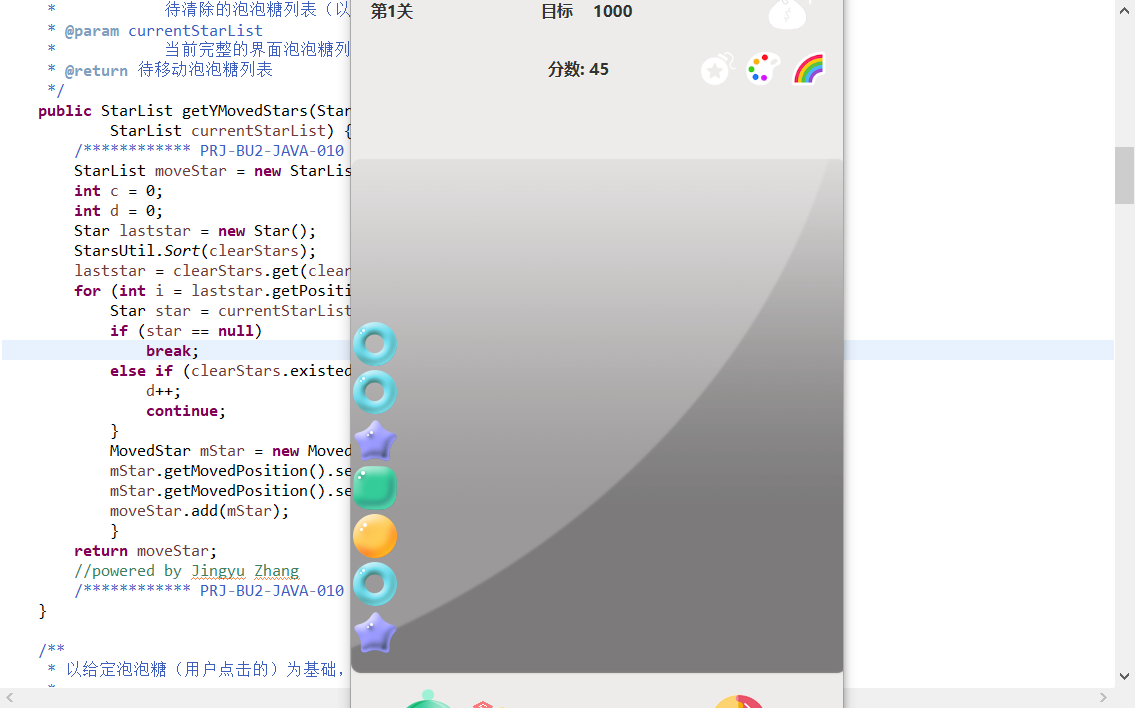 *            待清除的泡泡糖列表（以
* @param currentStarList
*            当前完整的界面泡泡糖列
* @return 待移动泡泡糖列表
*/
public StarList getYMovedStars(Star
StarList currentStarList) {
/************ PRJ-BU2-JAVA-010
StarList moveStar = new StarLis
int c = 0;
int d = 0;
Star laststar = new Star();
StarsUtil.Sort(clearStars);
laststar = clearStars.get(clear
for (int i = laststar.getPositi
Star star = currentStarList
if (star == null)
break;
else if (clearStars.existed
d++;
continue;
}
MovedStar mStar = new Moved
mStar.getMovedPosition().se
mStar.getMovedPosition().se
moveStar.add(mStar);
}
return moveStar;
//powered by Jingyu Zhang
/************ PRJ-BU2-JAVA-010
}
/**
* 以给定泡泡糖（用户点击的）为基础，
*
第1关 目标 1000
分数: 45